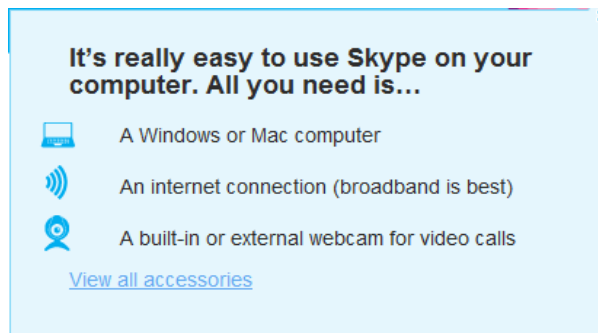 It's really easy to use Skype on your
computer. All you need is...
A Windows or Mac computer
An internet connection (broadband is best)
A built-in or external webcam for video calls
View all accessories